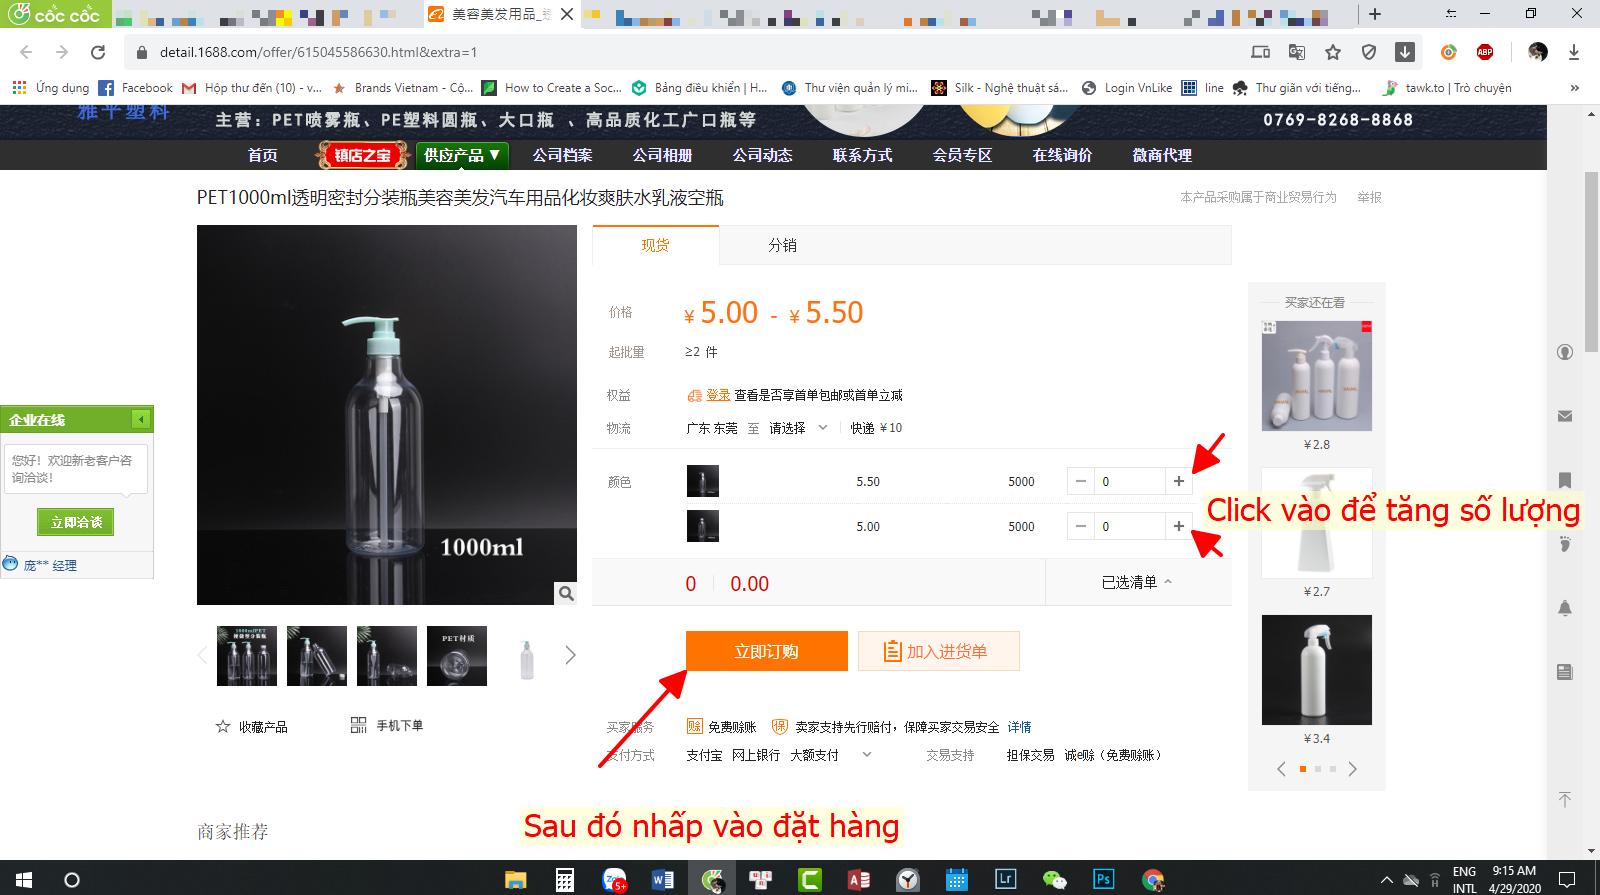 cốc cốc
美容美发用品_
detail.1688.com/offer/615045586630.html&extra=1
ABP
Ứng dụng Facebook Hộp thư đến (10) - v... Brands Vietnam - Cộ... How to Create a Soc... Bảng điều khiển | H... Thư viện quản lý mi... Silk - Nghệ thuật sá... Login VnLike line Thư giãn với tiếng... tawk.to | Trò chuyện »
雅平塑料
主营：PET喷雾瓶、PE塑料圆瓶、大口瓶 、高品质化工广口瓶等
0769-8268-8868
首页 镇店之宝 供应产品▼ 公司档案 公司相册 公司动态 联系方式 会员专区 在线询价 微商代理
PET1000ml透明密封分装瓶美容美发汽车用品化妆爽肤水乳液空瓶
本产品采购属于商业贸易行为 举报
现货 分销
价格 ¥ 5.00 - ¥ 5.50
起批量 ≥2 件
权益 登录 查看是否享首单包邮或首单立减
物流 广东 东莞 至 请选择 快递 ¥10
颜色 5.50 5000 − 0 +
5.00 5000 − 0 +
Click vào để tăng số lượng
0 0.00 已选清单
立即订购 加入进货单
买家服务 赊 免费赊账 保 卖家支持先行赔付，保障买家交易安全 详情
支付方式 支付宝 网上银行 大额支付 交易支持 担保交易 诚e赊（免费赊账）
Sau đó nhấp vào đặt hàng
1000ml
1000mlPET
PET材质
收藏产品 手机下单
商家推荐
企业在线
您好！欢迎新老客户咨
询洽谈！
立即洽谈
庞** 经理
买家还在看
¥2.8
¥2.7
¥3.4
Zalo
5+
Lr
Ps
ENG
INTL
9:15 AM
4/29/2020